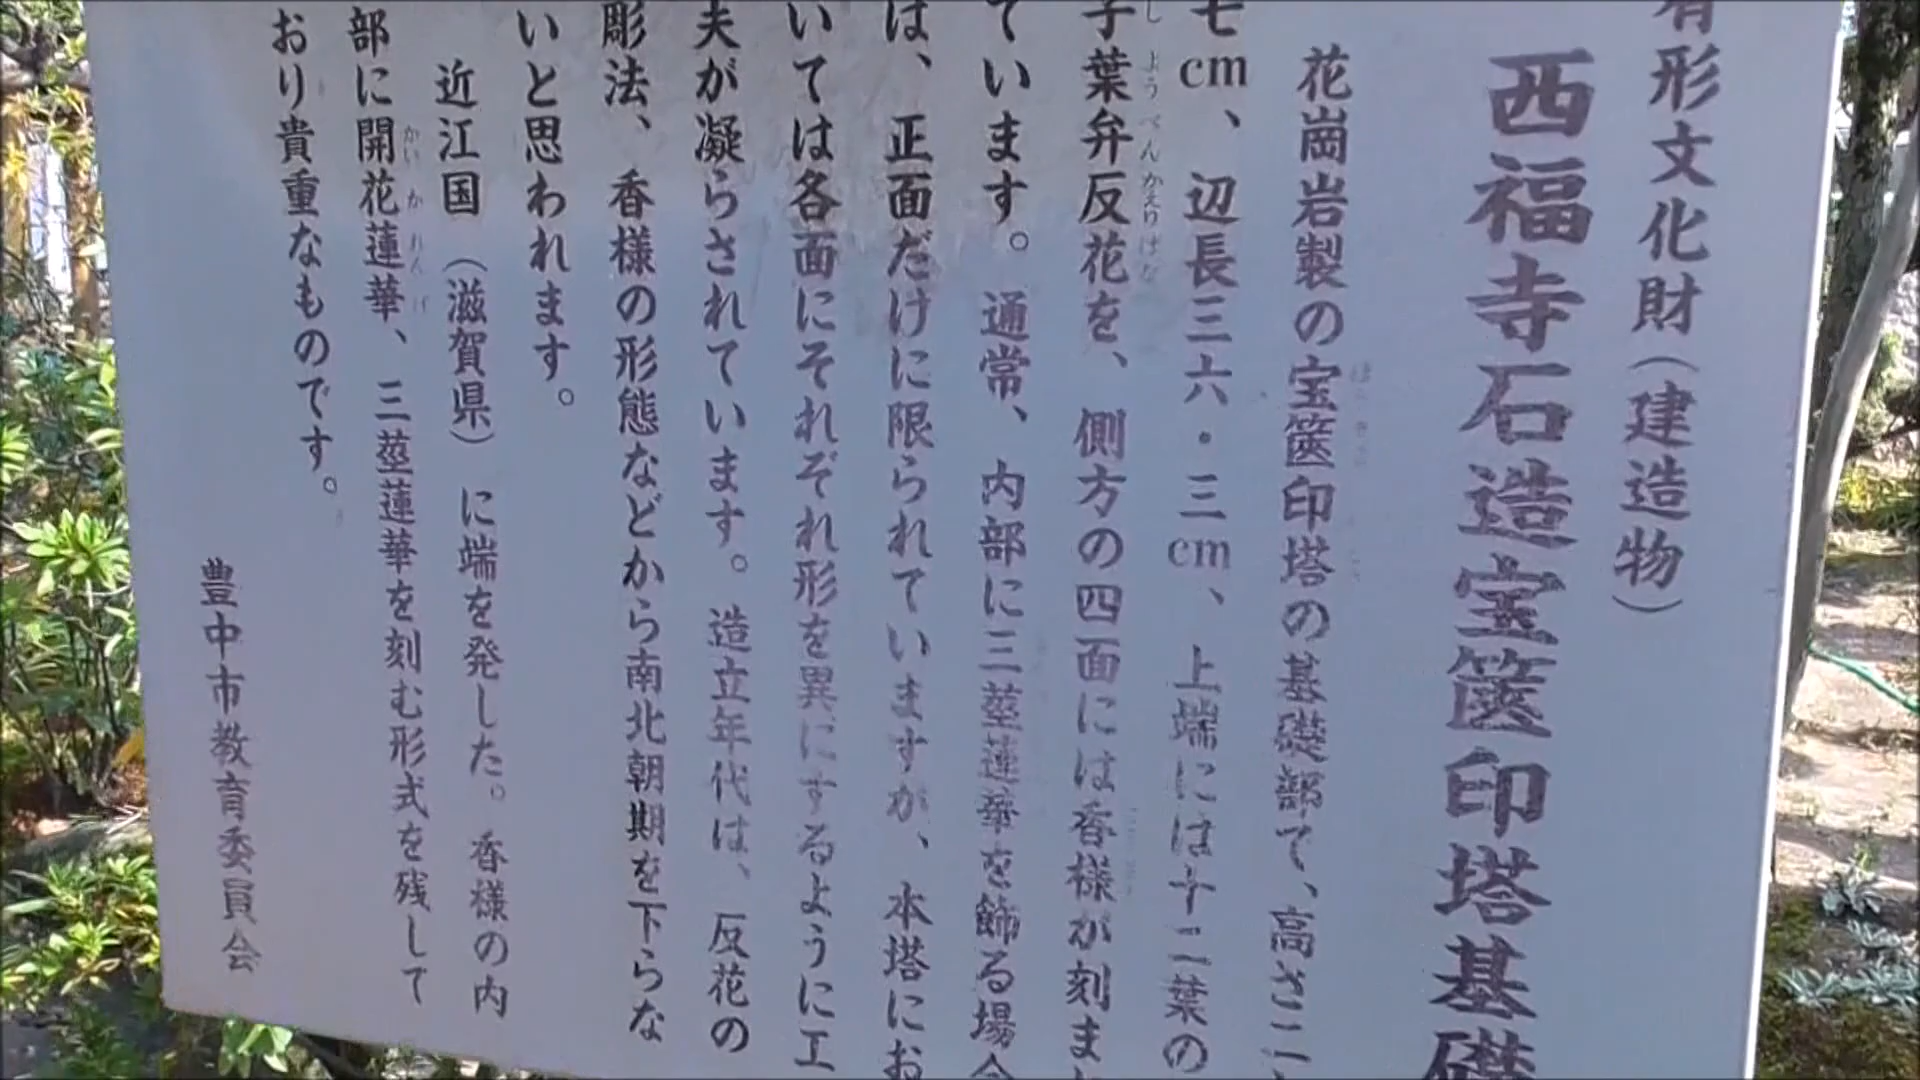 有形文化財（建造物）
西福寺石造宝篋印塔基礎
花崗岩製の宝篋印塔の基礎部で、高さ二
七cm、辺長三六・三cm、上端には十二葉の
子葉弁反花を、側方の四面には香様が刻ま
ています。通常、内部に三茎蓮華を飾る場合
は、正面だけに限られていますが、本塔にお
いては各面にそれぞれ形を異にするように工
夫が凝らされています。造立年代は、反花の
彫法、香様の形態などから南北朝期を下らな
いと思われます。
近江国（滋賀県）に端を発した。香様の内
部に開花蓮華、三茎蓮華を刻む形式を残して
おり貴重なものです。
豊中市教育委員会